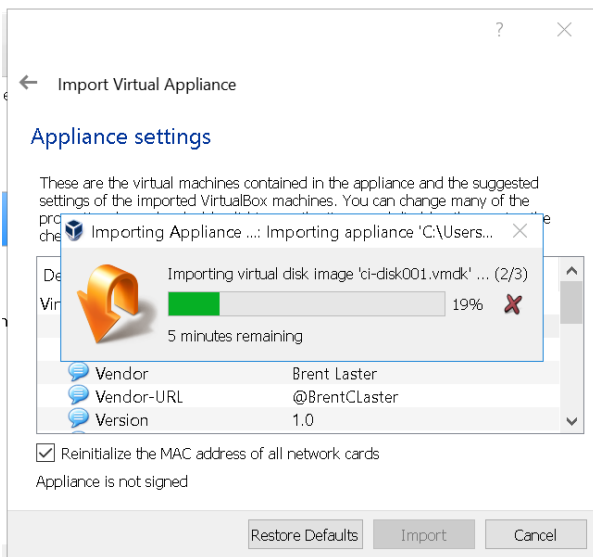 ?
Import Virtual Appliance
Appliance settings
These are the virtual machines contained in the appliance and the suggested
settings of the imported VirtualBox machines. You can change many of the
Importing Appliance ...: Importing appliance 'C:\Users...
Importing virtual disk image 'ci-disk001.vmdk' ... (2/3)
19%
5 minutes remaining
Vendor Brent Laster
Vendor-URL @BrentCLaster
Version 1.0
Reinitialize the MAC address of all network cards
Appliance is not signed
Restore Defaults Import Cancel